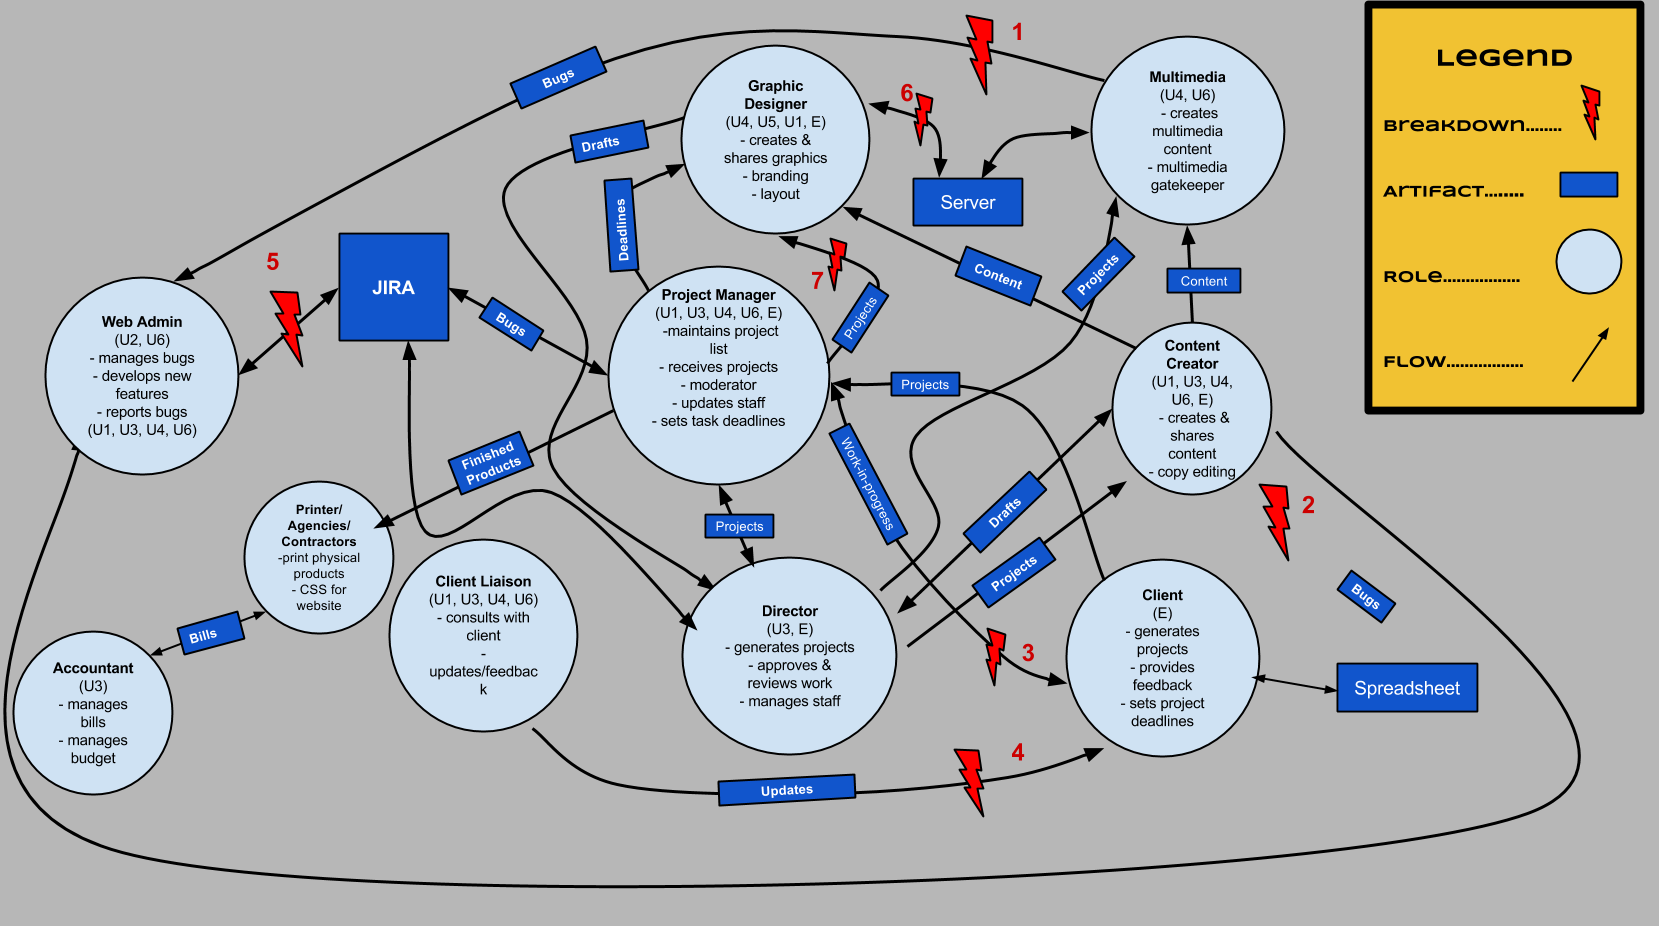 1
Bugs
Graphic
Designer
(U4, U5, U1, E)
- creates &
shares graphics
- branding
- layout
6
Server
Multimedia
(U4, U6)
- creates
multimedia
content
- multimedia
gatekeeper
Legend
Breakdown........
Artifact........
Role.................
Flow.................
Drafts
Deadlines
5
JIRA
Bugs
7
Projects
Content
Projects
Content
Web Admin
(U2, U6)
- manages bugs
- develops new
features
- reports bugs
(U1, U3, U4, U6)
Project Manager
(U1, U3, U4, U6, E)
-maintains project
list
- receives projects
- moderator
- updates staff
- sets task deadlines
Projects
Content
Creator
(U1, U3, U4,
U6, E)
- creates &
shares
content
- copy editing
Finished
Products
Work-in-progress
Drafts
2
Printer/
Agencies/
Contractors
-print physical
products
- CSS for
website
Projects
Projects
Bugs
Bills
Client Liaison
(U1, U3, U4, U6)
- consults with
client
-
updates/feedbac
k
Director
(U3, E)
- generates projects
- approves &
reviews work
- manages staff
3
Client
(E)
- generates
projects
- provides
feedback
- sets project
deadlines
Spreadsheet
Accountant
(U3)
- manages
bills
- manages
budget
Updates
4